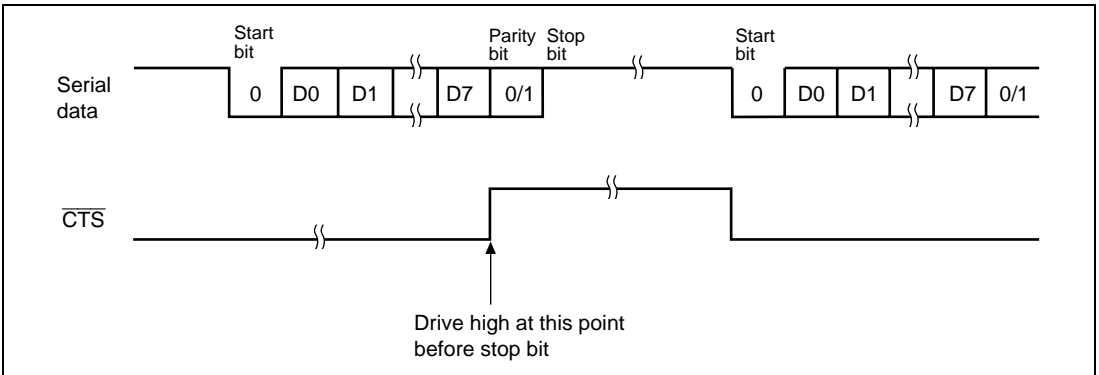 Start bit
Parity bit
Stop bit
Start bit
Serial data
0 D0 D1 D7 0/1 0 D0 D1 D7 0/1
CTS
Drive high at this point
before stop bit